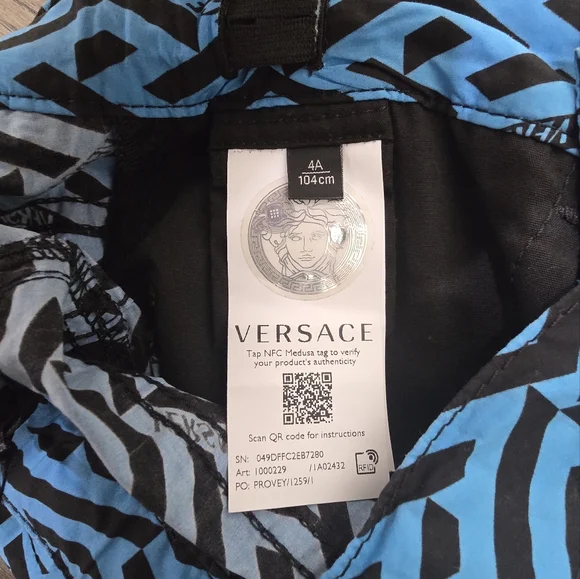 4A
104cm
VERSACE
Tap NFC Medusa tag to verify
your product's authenticity
Scan QR code for instructions
SN: 049DFFC2EB7280
Art: 1000229 /1A02432
PO: PROVEY/1259/1
RFID